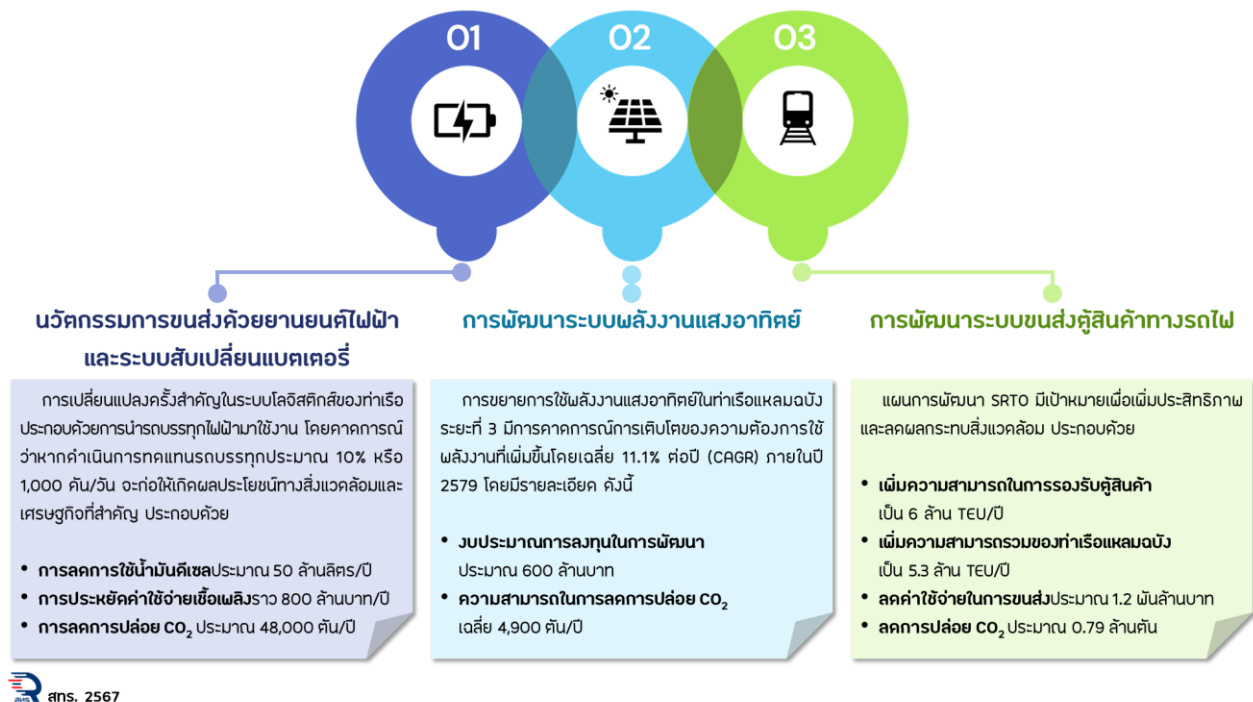 01
02
03
นวัตกรรมการขนส่งด้วยยานยนต์ไฟฟ้า
และระบบสับเปลี่ยนแบตเตอรี่
การเปลี่ยนแปลงครั้งสำคัญในระบบโลจิสติกส์ของท่าเรือ
ประกอบด้วยการนำรถบรรทุกไฟฟ้ามาใช้งาน โดยคาดการณ์
ว่าหากดำเนินการทดแทนรถบรรทุกประมาณ 10% หรือ
1,000 คัน/วัน จะก่อให้เกิดผลประโยชน์ทางสิ่งแวดล้อมและ
เศรษฐกิจที่สำคัญ ประกอบด้วย
• การลดการใช้น้ำมันดีเซลประมาณ 50 ล้านลิตร/ปี
• การประหยัดค่าใช้จ่ายเชื้อเพลิงราว 800 ล้านบาท/ปี
• การลดการปล่อย CO₂ ประมาณ 48,000 ตัน/ปี
การพัฒนาระบบพลังงานแสงอาทิตย์
การขยายการใช้พลังงานแสงอาทิตย์ในท่าเรือแหลมฉบัง
ระยะที่ 3 มีการคาดการณ์การเติบโตของความต้องการใช้
พลังงานที่เพิ่มขึ้นโดยเฉลี่ย 11.1% ต่อปี (CAGR) ภายในปี
2579 โดยมีรายละเอียด ดังนี้
• งบประมาณการลงทุนในการพัฒนา
ประมาณ 600 ล้านบาท
• ความสามารถในการลดการปล่อย CO₂
เฉลี่ย 4,900 ตัน/ปี
การพัฒนาระบบขนส่งตู้สินค้าทางรถไฟ
แผนการพัฒนา SRTO มีเป้าหมายเพื่อเพิ่มประสิทธิภาพ
และลดผลกระทบสิ่งแวดล้อม ประกอบด้วย
• เพิ่มความสามารถในการรองรับตู้สินค้า
เป็น 6 ล้าน TEU/ปี
• เพิ่มความสามารถรวมของท่าเรือแหลมฉบัง
เป็น 5.3 ล้าน TEU/ปี
• ลดค่าใช้จ่ายในการขนส่งประมาณ 1.2 พันล้านบาท
• ลดการปล่อย CO₂ ประมาณ 0.79 ล้านตัน
สทร.
สทร. 2567